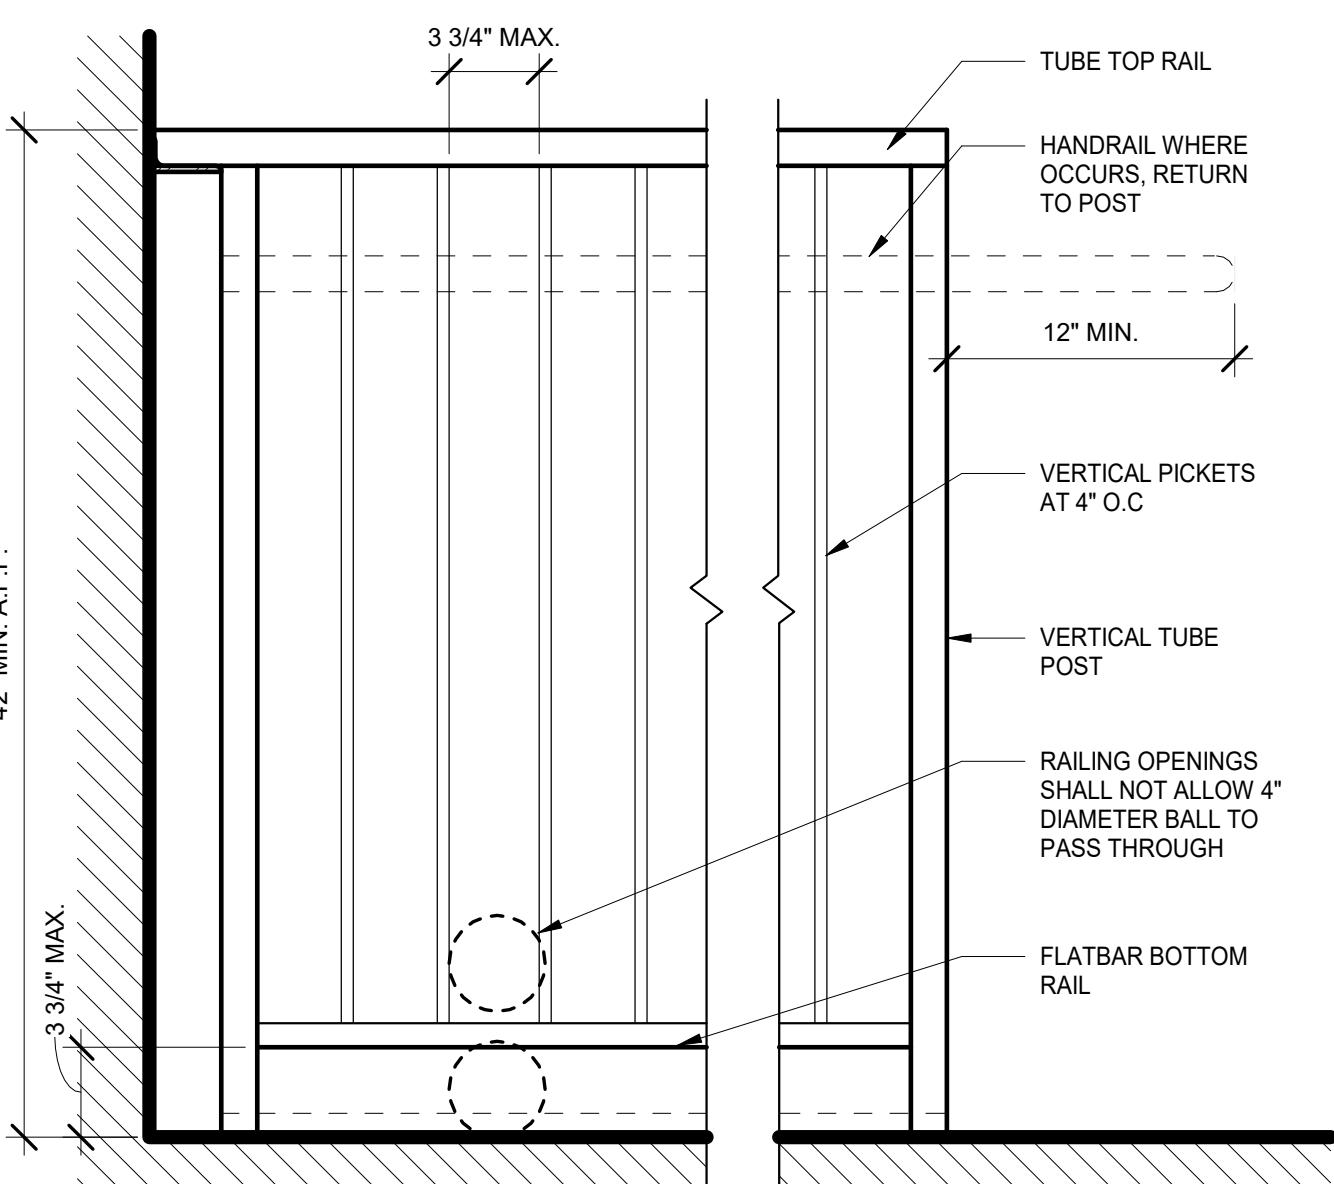 3 3/4" MAX.
TUBE TOP RAIL
HANDRAIL WHERE
OCCURS, RETURN
TO POST
12" MIN.
VERTICAL PICKETS
AT 4" O.C
VERTICAL TUBE
POST
RAILING OPENINGS
SHALL NOT ALLOW 4"
DIAMETER BALL TO
PASS THROUGH
FLATBAR BOTTOM
RAIL
3 3/4" MAX.
MIN.